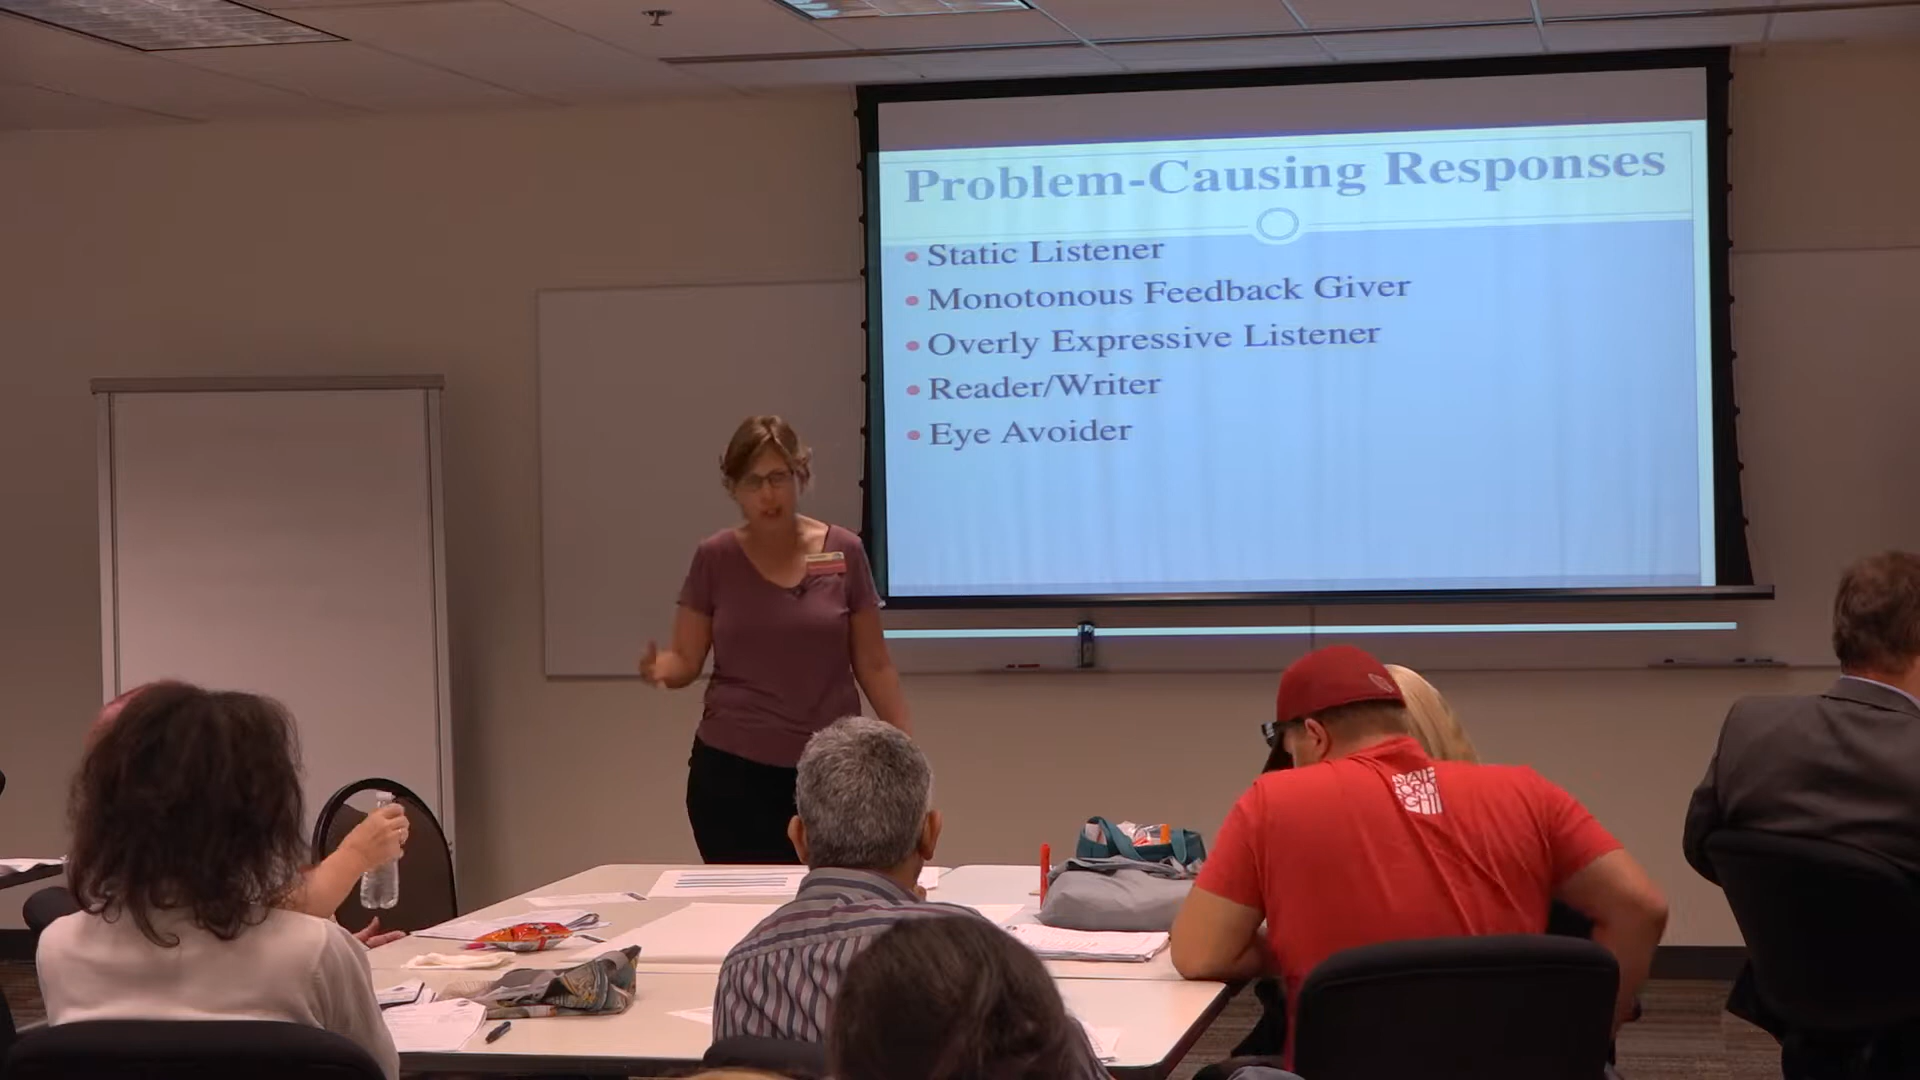 Problem-Causing Responses
Static Listener
Monotonous Feedback Giver
Overly Expressive Listener
Reader/Writer
Eye Avoider